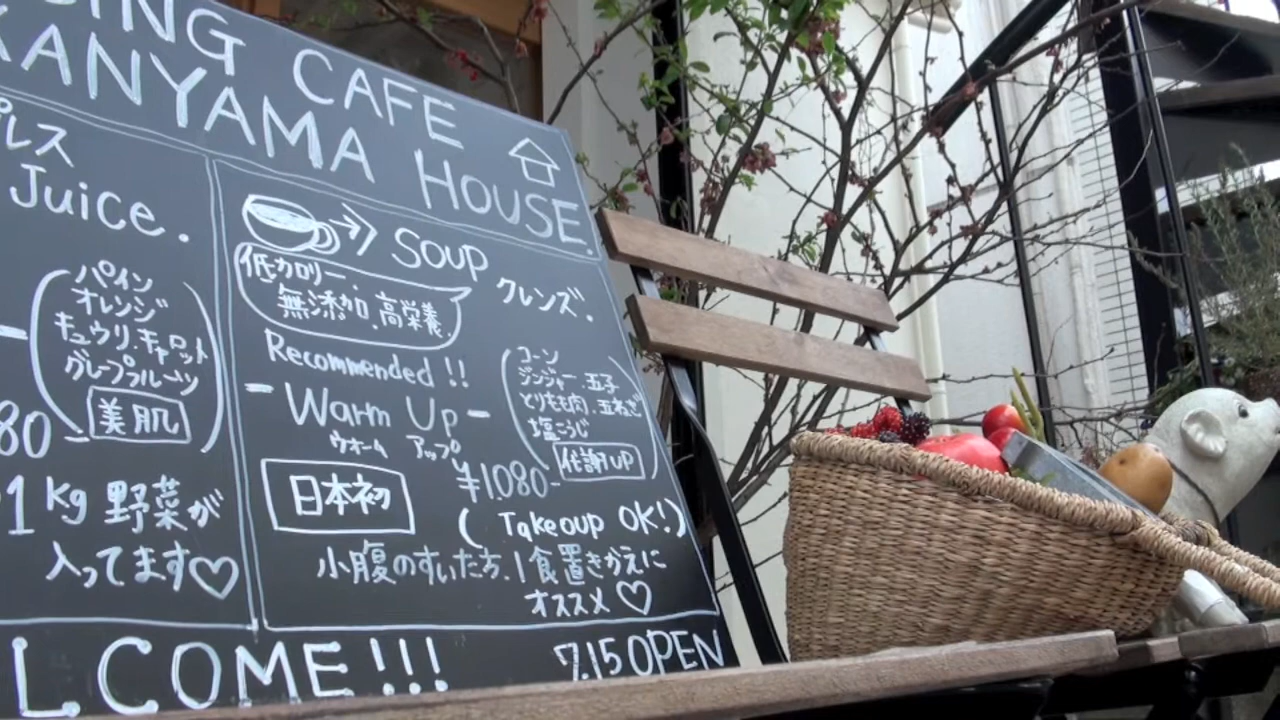 CAFE
KANYAMA HOUSE
プレス
Juice.
パイン
オレンジ
キュウリ.キャロット
グレープフルーツ
美肌
80-
1kg 野菜が
入ってます♡
SOUP
クレンズ.
低カロリー
無添加.高栄養.
Recommended !!
- Warm Up -
ウォーム アップ
コーン
ジンジャー.五子
とりもも肉.玉ねぎ
塩こうじ
代謝UP
¥1.080-
日本初
( Takeoup OK!)
小腹のすいた方.1食置きかえに
オススメ♡
LCOME!!!
7.15 OPEN